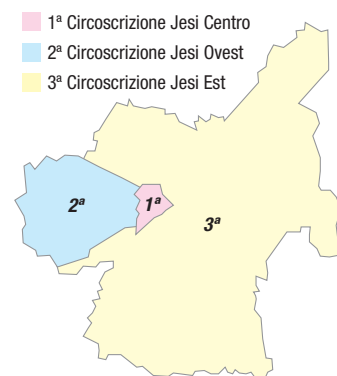 1ª Circoscrizione Jesi Centro
2ª Circoscrizione Jesi Ovest
3ª Circoscrizione Jesi Est
2ª
1ª
3ª